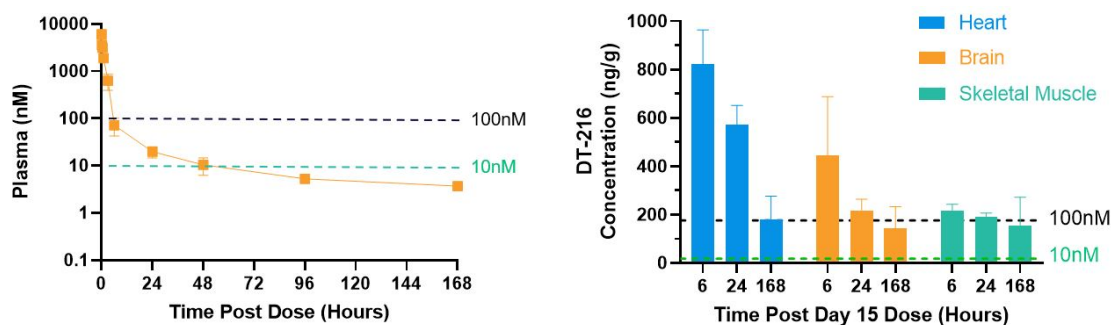 10000
1000
100
10
1
0.1
Plasma (nM)
100nM
10nM
0 24 48 72 96 120 144 168
Time Post Dose (Hours)
1000
800
600
400
200
0
DT-216
Concentration (ng/g)
Heart
Brain
Skeletal Muscle
100nM
10nM
6 24 168 6 24 168 6 24 168
Time Post Day 15 Dose (Hours)